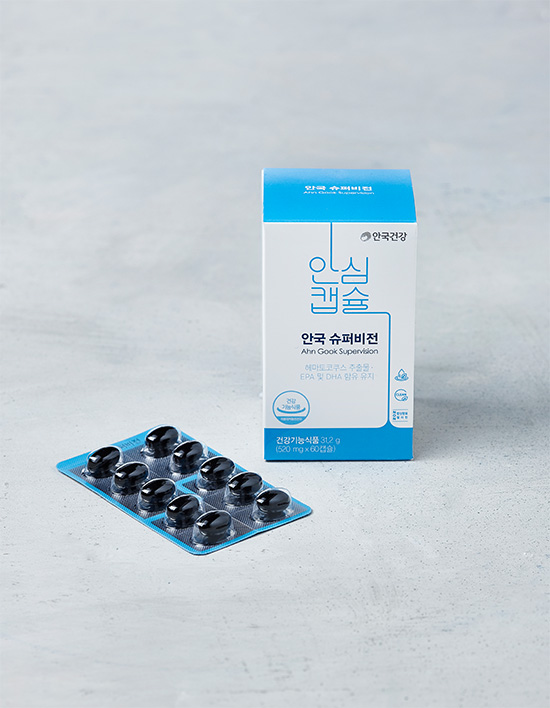 안국 슈퍼비전
Ahn Gook Supervision
안국건강
안심
캡슐
안국 슈퍼비전
Ahn Gook Supervision
헤마토코쿠스 추출물·
EPA 및 DHA 함유 유지
건강
기능식품
건강기능식품 31.2 g
(520 mg x 60캡슐)